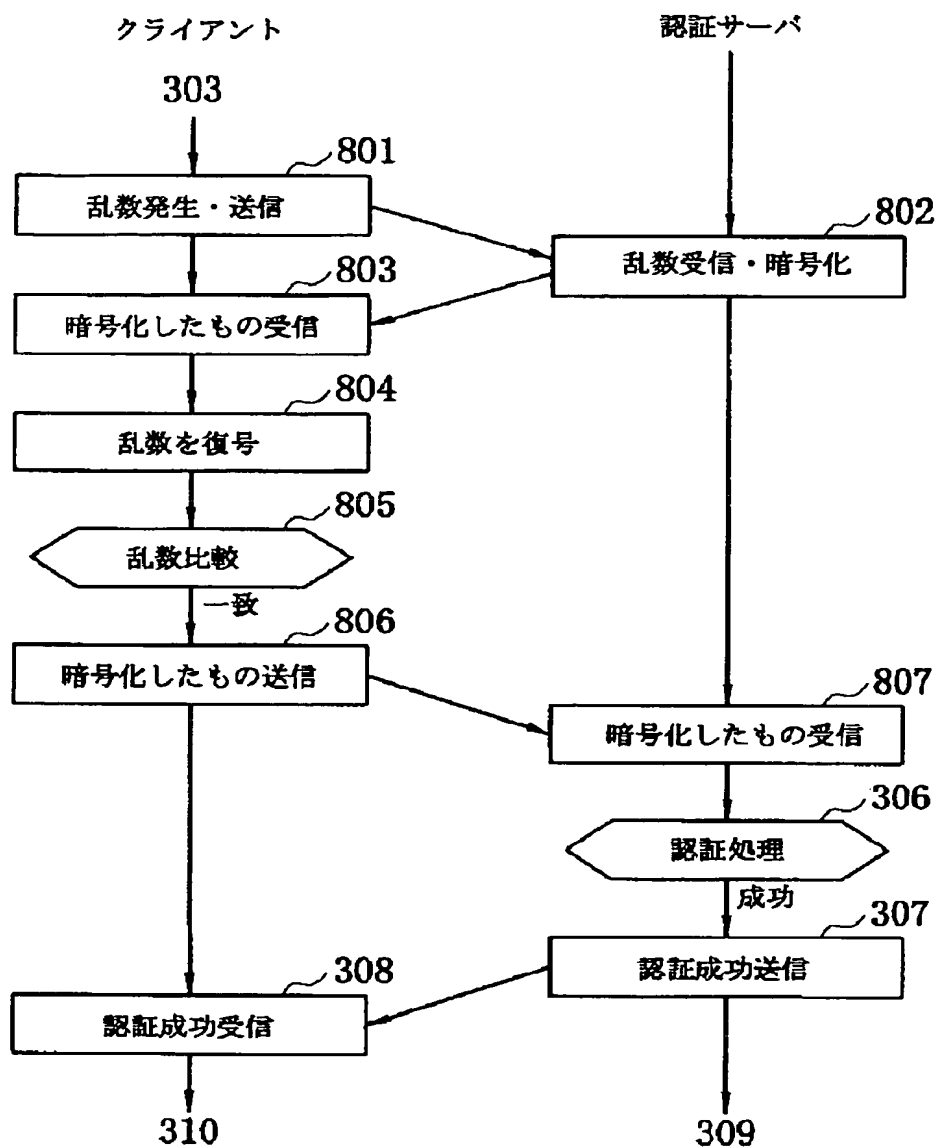 クライアント
認証サーバ
303
801
乱数発生・送信
802
乱数受信・暗号化
803
暗号化したもの受信
804
乱数を復号
805
乱数比較
一致
806
暗号化したもの送信
807
暗号化したもの受信
306
認証処理
成功
307
認証成功送信
308
認証成功受信
310
309